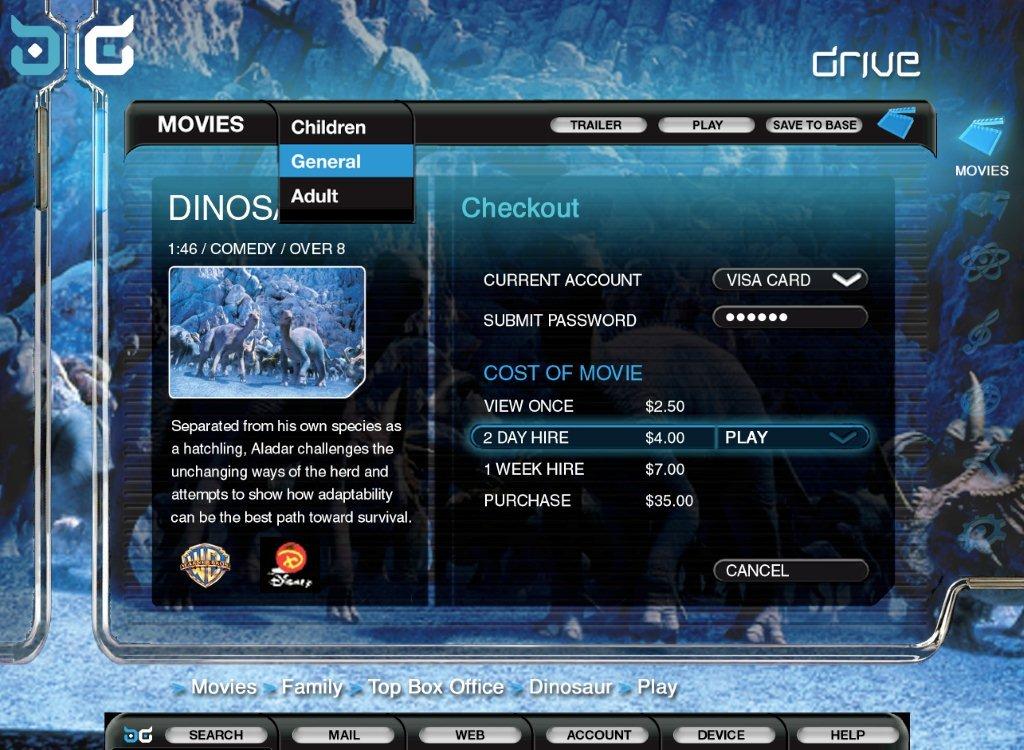 drive
MOVIES
Children
General
Adult
TRAILER
PLAY
SAVE TO BASE
MOVIES
DINOSA
1:46 / COMEDY / OVER 8
Separated from his own species as
a hatchling, Aladar challenges the
unchanging ways of the herd and
attempts to show how adaptability
can be the best path toward survival.
Disney
Checkout
CURRENT ACCOUNT VISA CARD
SUBMIT PASSWORD ••••••
COST OF MOVIE
VIEW ONCE $2.50
2 DAY HIRE $4.00 PLAY
1 WEEK HIRE $7.00
PURCHASE $35.00
CANCEL
Movies Family Top Box Office Dinosaur Play
SEARCH MAIL WEB ACCOUNT DEVICE HELP